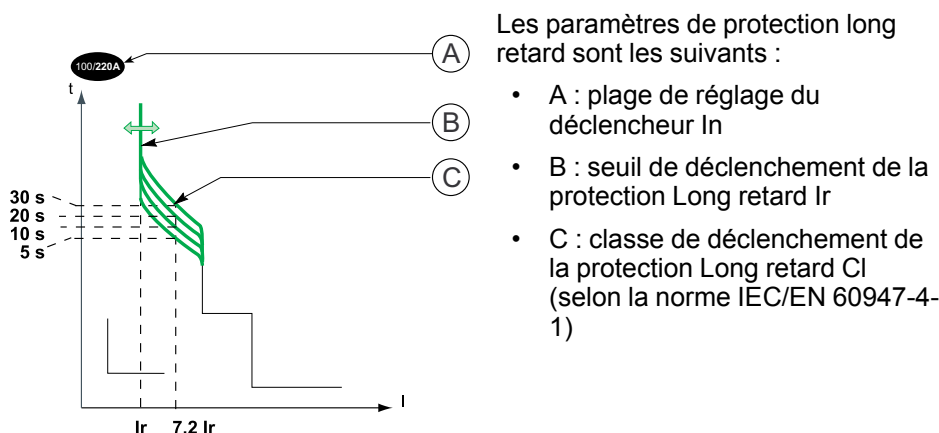 100/220A
A
t
B
C
30 s
20 s
10 s
5 s
I
Ir
7.2 Ir
Les paramètres de protection long
retard sont les suivants :
• A : plage de réglage du
déclencheur In
• B : seuil de déclenchement de la
protection Long retard Ir
• C : classe de déclenchement de
la protection Long retard Cl
(selon la norme IEC/EN 60947-4-
1)